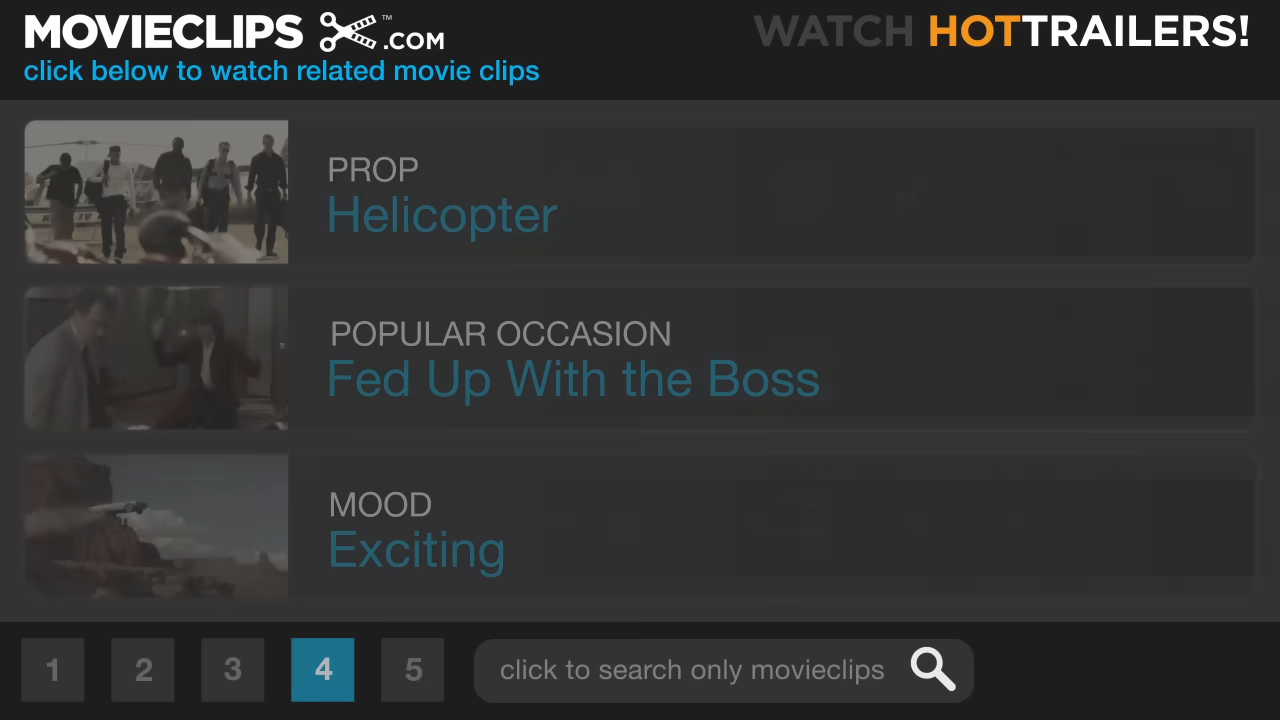 MOVIECLIPS ™ .COM
WATCH HOTTRAILERS!
click below to watch related movie clips
PROP
Helicopter
POPULAR OCCASION
Fed Up With the Boss
MOOD
Exciting
1 2 3 4 5 click to search only movieclips